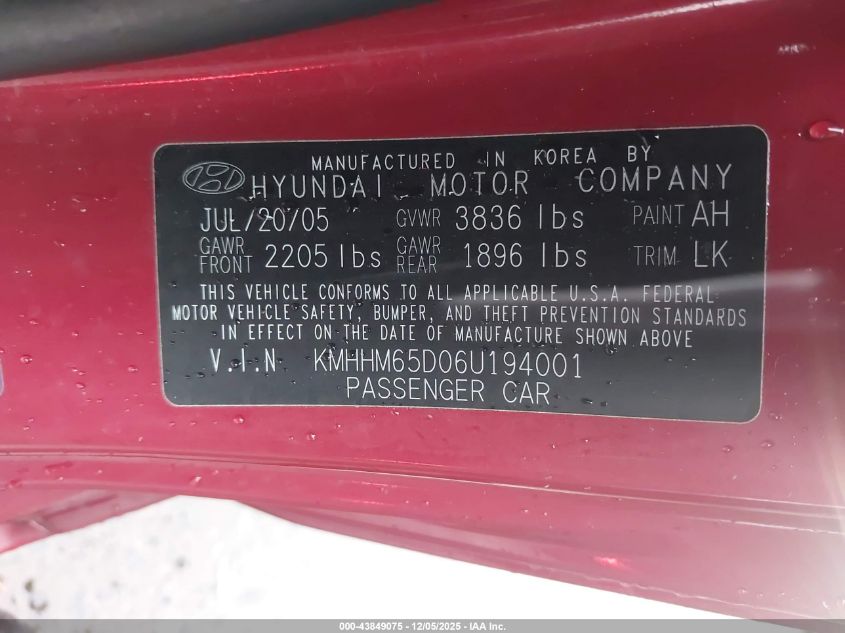 MANUFACTURED IN KOREA BY
HYUNDAI MOTOR COMPANY
JUL/20/05 GVWR 3836 lbs PAINT AH
GAWR FRONT 2205 lbs GAWR REAR 1896 lbs TRIM LK
THIS VEHICLE CONFORMS TO ALL APPLICABLE U.S.A. FEDERAL
MOTOR VEHICLE SAFETY, BUMPER, AND THEFT PREVENTION STANDARDS
IN EFFECT ON THE DATE OF MANUFACTURE SHOWN ABOVE
V.I.N KMHHM65D06U194001
PASSENGER CAR
000-43849075 - 12/05/2025 - IAA Inc.